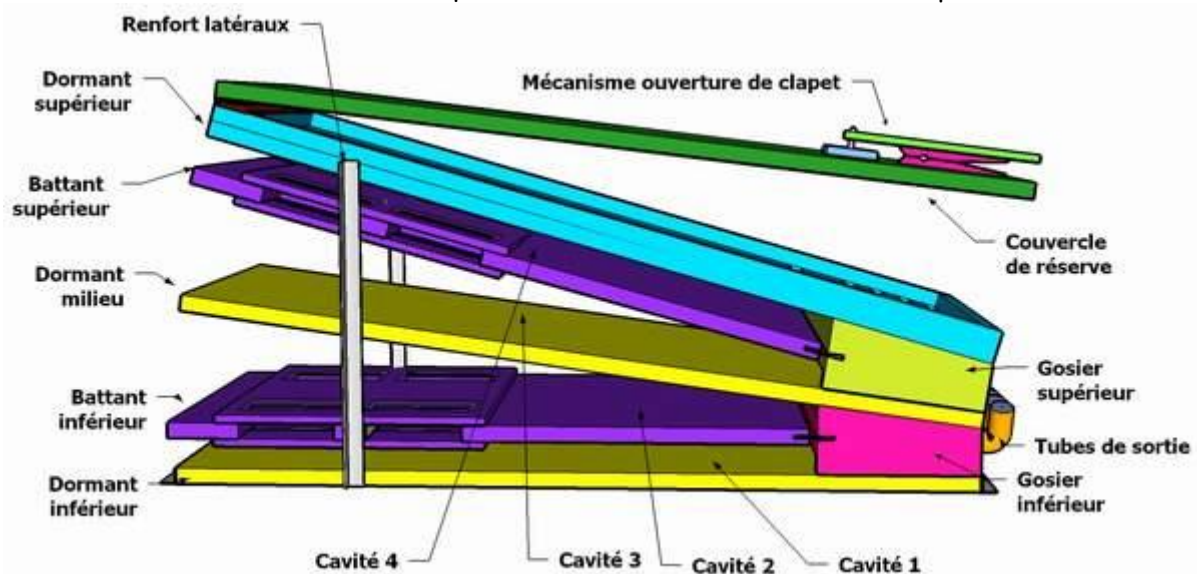 Renfort latéraux
Dormant
supérieur
Mécanisme ouverture de clapet
Battant
supérieur
Couvercle
de réserve
Dormant
milieu
Gosier
supérieur
Battant
inférieur
Tubes de sortie
Dormant
inférieur
Gosier
inférieur
Cavité 4
Cavité 3
Cavité 2
Cavité 1